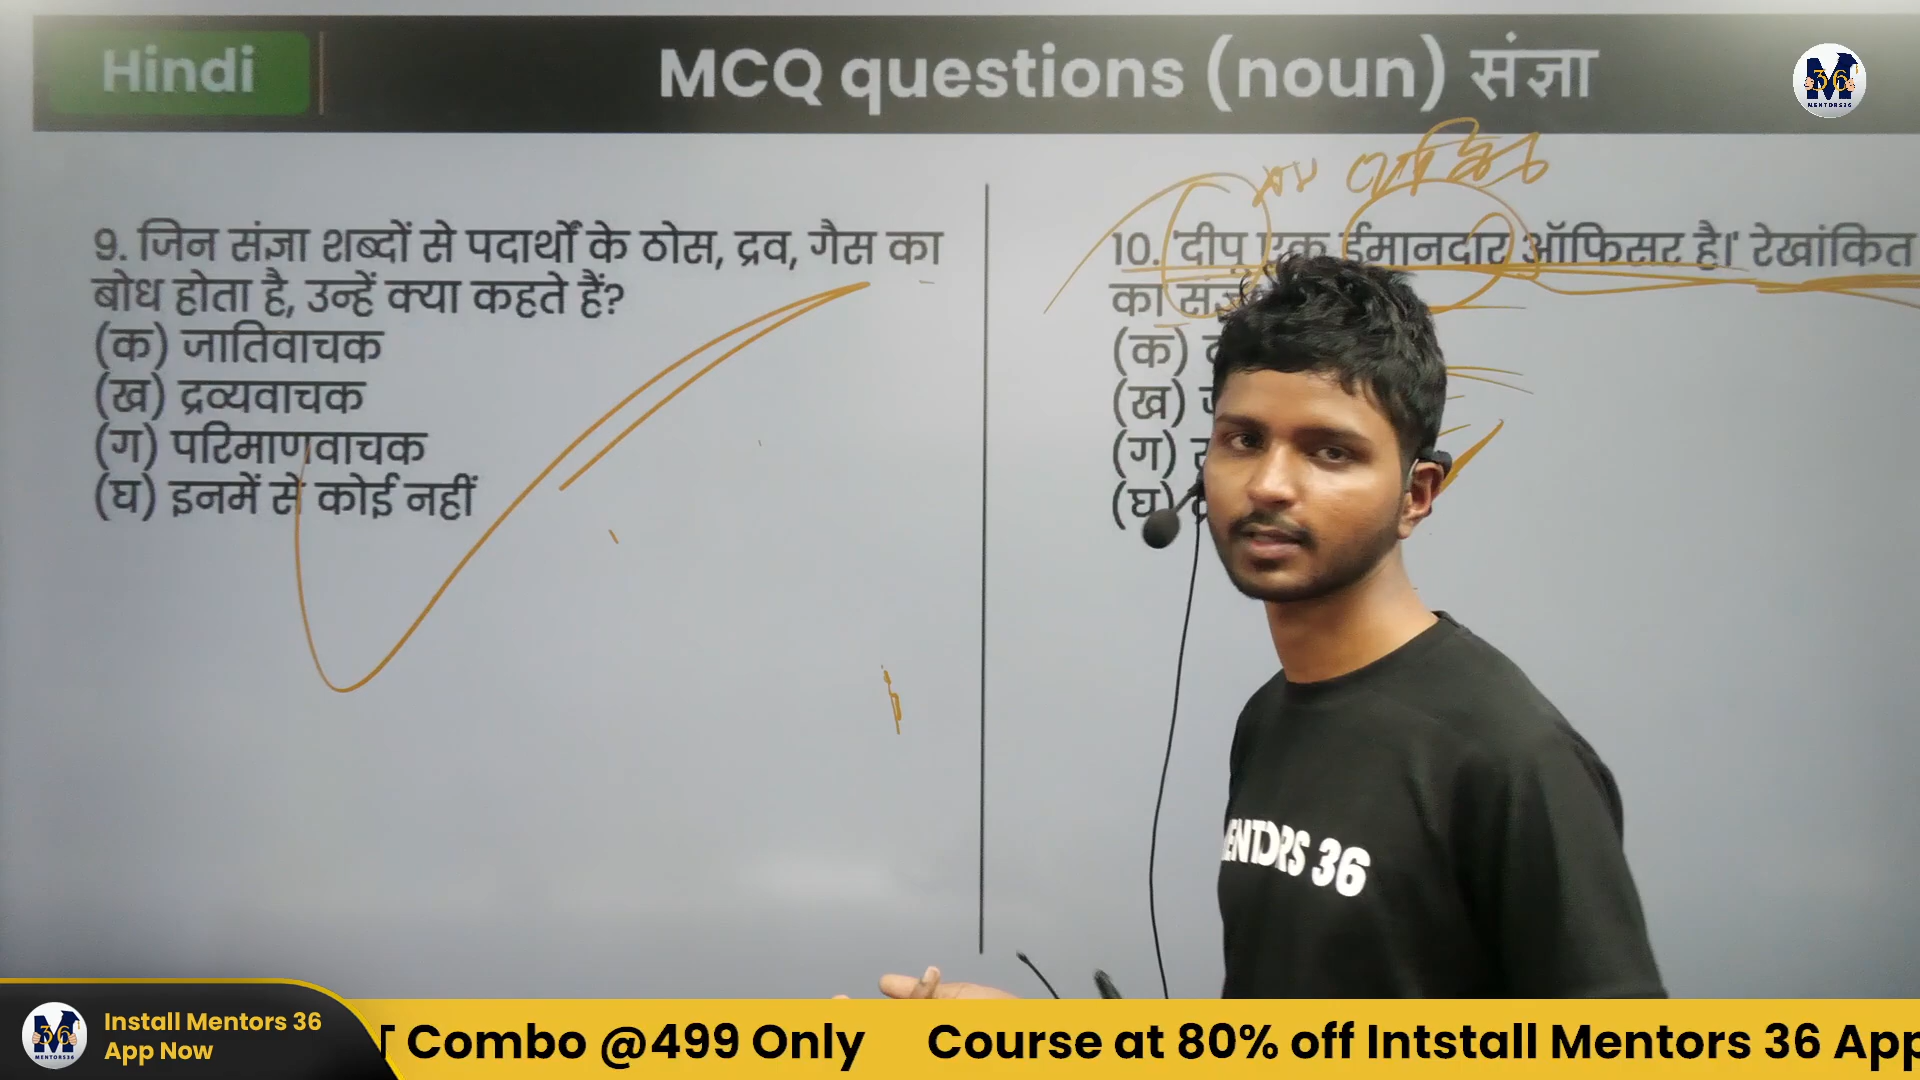 Hindi
MCQ questions (noun) संज्ञा
9. जिन संज्ञा शब्दों से पदार्थों के ठोस, द्रव, गैस का
बोध होता है, उन्हें क्या कहते हैं?
(क) जातिवाचक
(ख) द्रव्यवाचक
(ग) परिमाणवाचक
(घ) इनमें से कोई नहीं
10. 'दीपू एक ईमानदार ऑफिसर है।' रेखांकित
का
(क)
(ख)
(ग)
(घ)
MENTORS 36
Install Mentors 36
App Now
Combo @499 Only Course at 80% off Intstall Mentors 36 App